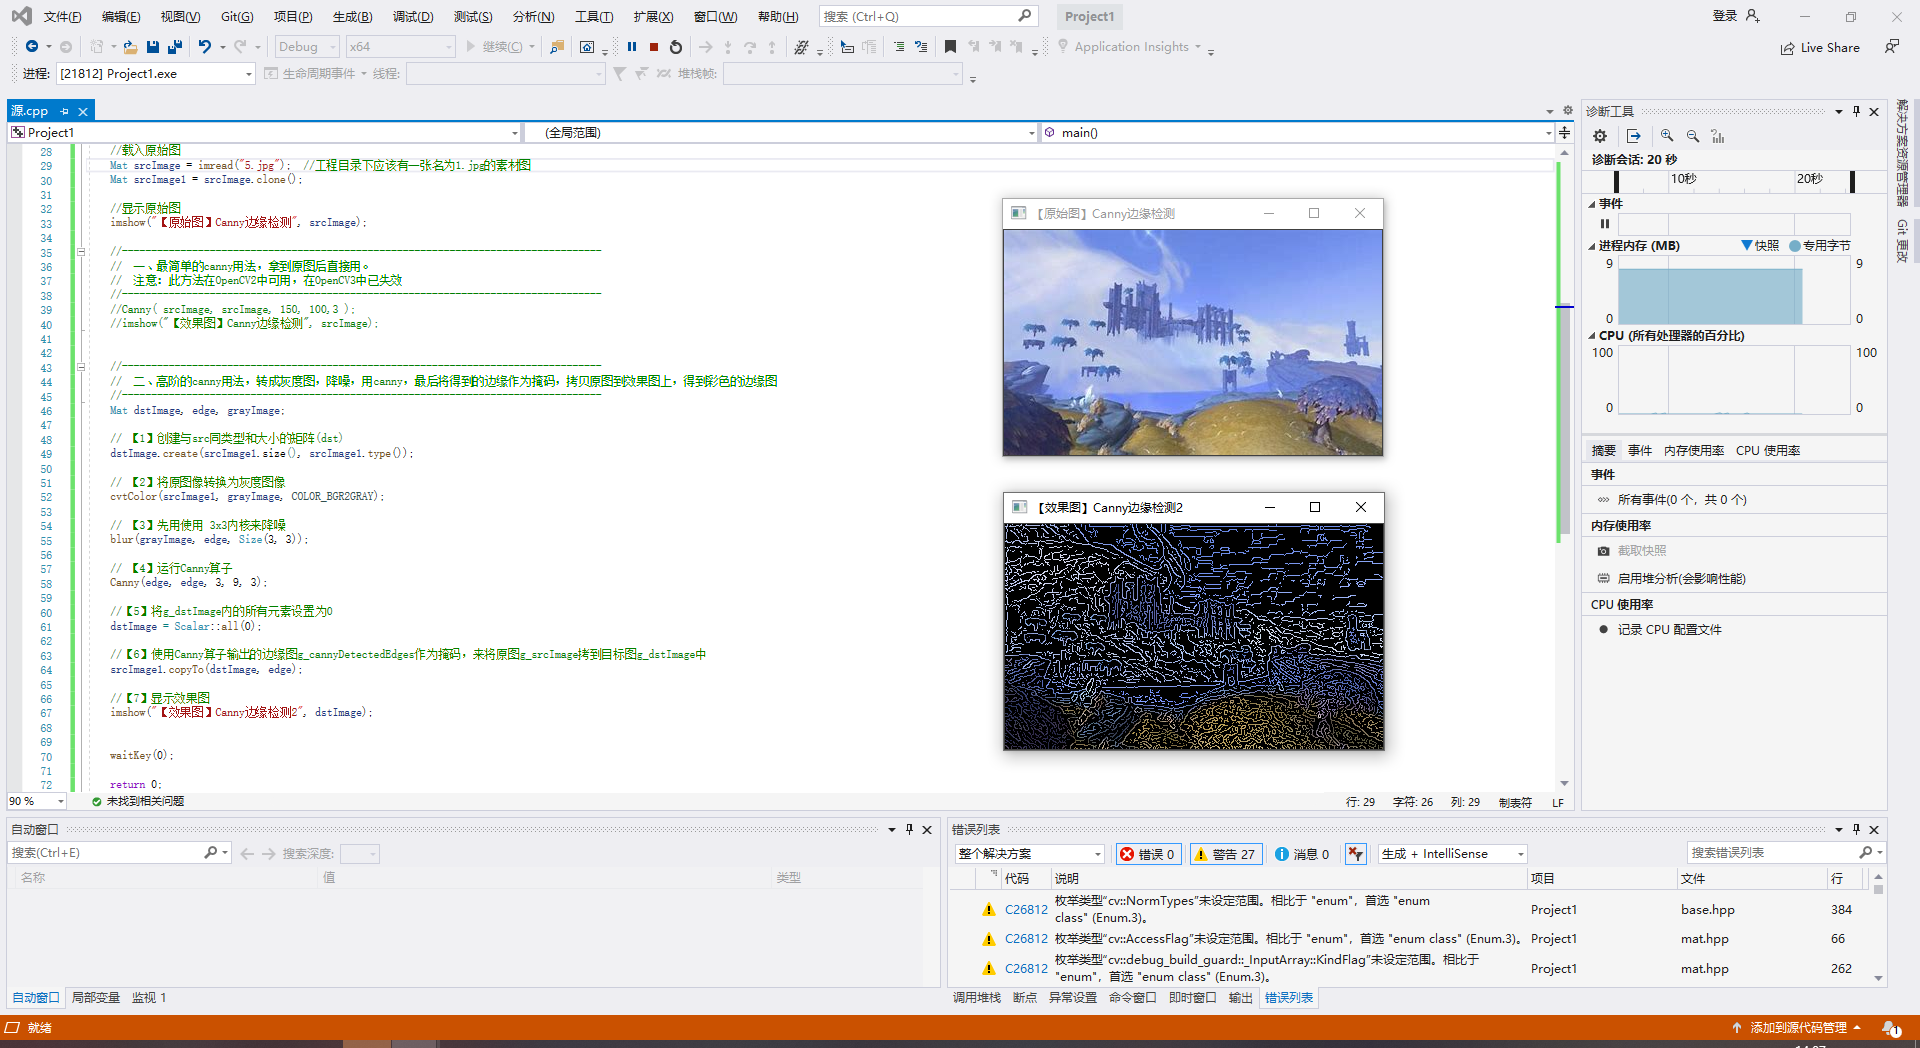 文件(F) 编辑(E) 视图(V) Git(G) 项目(P) 生成(B) 调试(D) 测试(S) 分析(N) 工具(T) 扩展(X) 窗口(W) 帮助(H) 搜索 (Ctrl+Q) Project1 登录
Debug x64 继续(C) Application Insights Live Share
进程: [21812] Project1.exe 生命周期事件 线程: 堆栈帧:
源.cpp
Project1 (全局范围) main()
28 //载入原始图
29 Mat srcImage = imread("5.jpg"); //工程目录下应该有一张名为1.jpg的素材图
30 Mat srcImage1 = srcImage.clone();
31
32 //显示原始图
33 imshow("【原始图】Canny边缘检测", srcImage);
34
35 //----------------------------------------------------------------------------------
36 // 一、最简单的canny用法，拿到原图后直接用。
37 // 注意：此方法在OpenCV2中可用，在OpenCV3中已失效
38 //----------------------------------------------------------------------------------
39 //Canny( srcImage, srcImage, 150, 100,3 );
40 //imshow("【效果图】Canny边缘检测", srcImage);
41
42
43 //----------------------------------------------------------------------------------
44 // 二、高阶的canny用法，转成灰度图，降噪，用canny，最后将得到的边缘作为掩码，拷贝原图到效果图上，得到彩色的边缘图
45 //----------------------------------------------------------------------------------
46 Mat dstImage, edge, grayImage;
47
48 // 【1】创建与src同类型和大小的矩阵(dst)
49 dstImage.create(srcImage1.size(), srcImage1.type());
50
51 // 【2】将原图像转换为灰度图像
52 cvtColor(srcImage1, grayImage, COLOR_BGR2GRAY);
53
54 // 【3】先用使用 3x3内核来降噪
55 blur(grayImage, edge, Size(3, 3));
56
57 // 【4】运行Canny算子
58 Canny(edge, edge, 3, 9, 3);
59
60 //【5】将g_dstImage内的所有元素设置为0
61 dstImage = Scalar::all(0);
62
63 //【6】使用Canny算子输出的边缘图g_cannyDetectedEdges作为掩码，来将原图g_srcImage拷到目标图g_dstImage中
64 srcImage1.copyTo(dstImage, edge);
65
66 //【7】显示效果图
67 imshow("【效果图】Canny边缘检测2", dstImage);
68
69
70 waitKey(0);
71
72 return 0;
【原始图】Canny边缘检测
【效果图】Canny边缘检测2
90 % 未找到相关问题 行: 29 字符: 26 列: 29 制表符 LF
诊断工具
诊断会话: 20 秒
10秒 20秒
事件
进程内存 (MB) 快照 专用字节
9 9
0 0
CPU (所有处理器的百分比)
100 100
0 0
摘要 事件 内存使用率 CPU 使用率
事件
所有事件(0 个，共 0 个)
内存使用率
截取快照
启用堆分析(会影响性能)
CPU 使用率
记录 CPU 配置文件
解决方案资源管理器
Git 更改
自动窗口
搜索(Ctrl+E) 搜索深度:
名称 值 类型
自动窗口 局部变量 监视 1
错误列表
整个解决方案 错误 0 警告 27 消息 0 生成 + IntelliSense 搜索错误列表
代码 说明 项目 文件 行
C26812 枚举类型“cv::NormTypes”未设定范围。相比于 "enum"，首选 "enum class" (Enum.3)。 Project1 base.hpp 384
C26812 枚举类型“cv::AccessFlag”未设定范围。相比于 "enum"，首选 "enum class" (Enum.3)。 Project1 mat.hpp 66
C26812 枚举类型“cv::debug_build_guard::_InputArray::KindFlag”未设定范围。相比于 "enum"，首选 "enum class" (Enum.3)。 Project1 mat.hpp 262
调用堆栈 断点 异常设置 命令窗口 即时窗口 输出 错误列表
就绪 添加到源代码管理 1